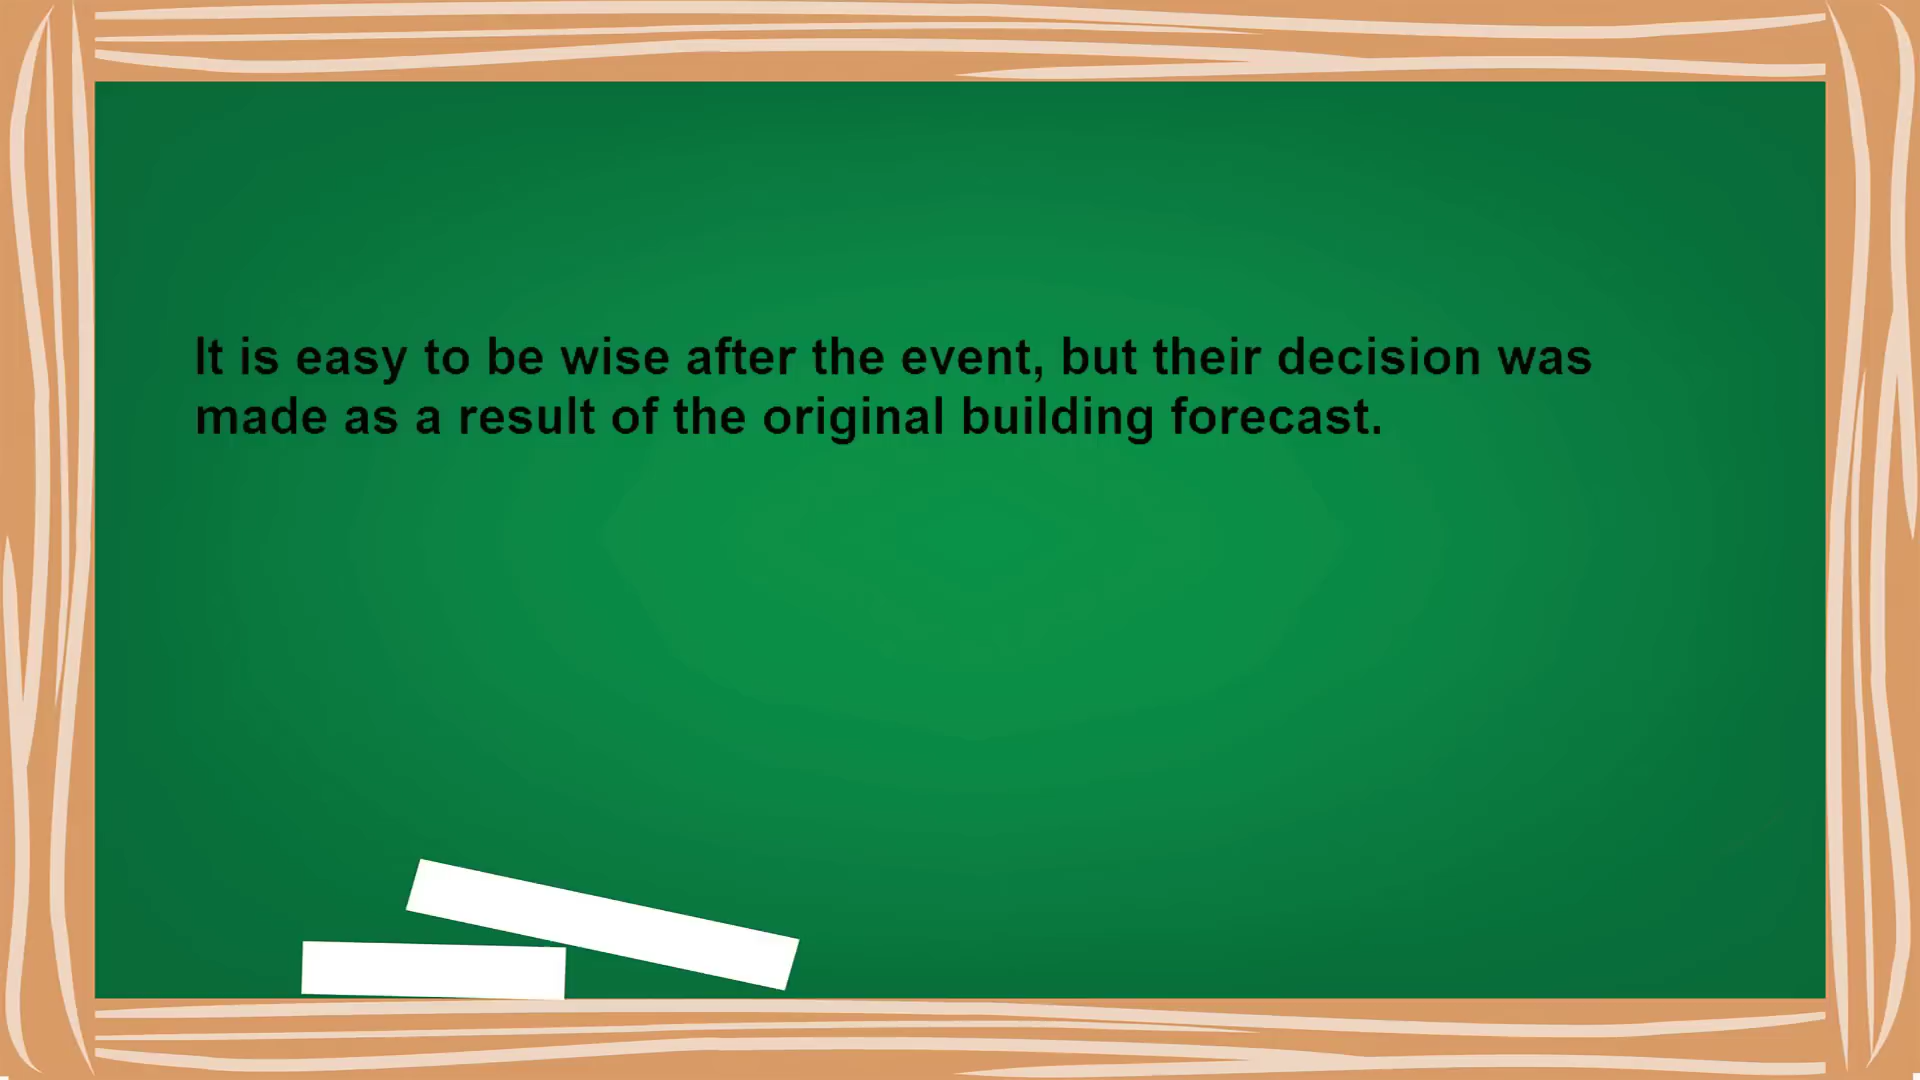 It is easy to be wise after the event, but their decision was
made as a result of the original building forecast.